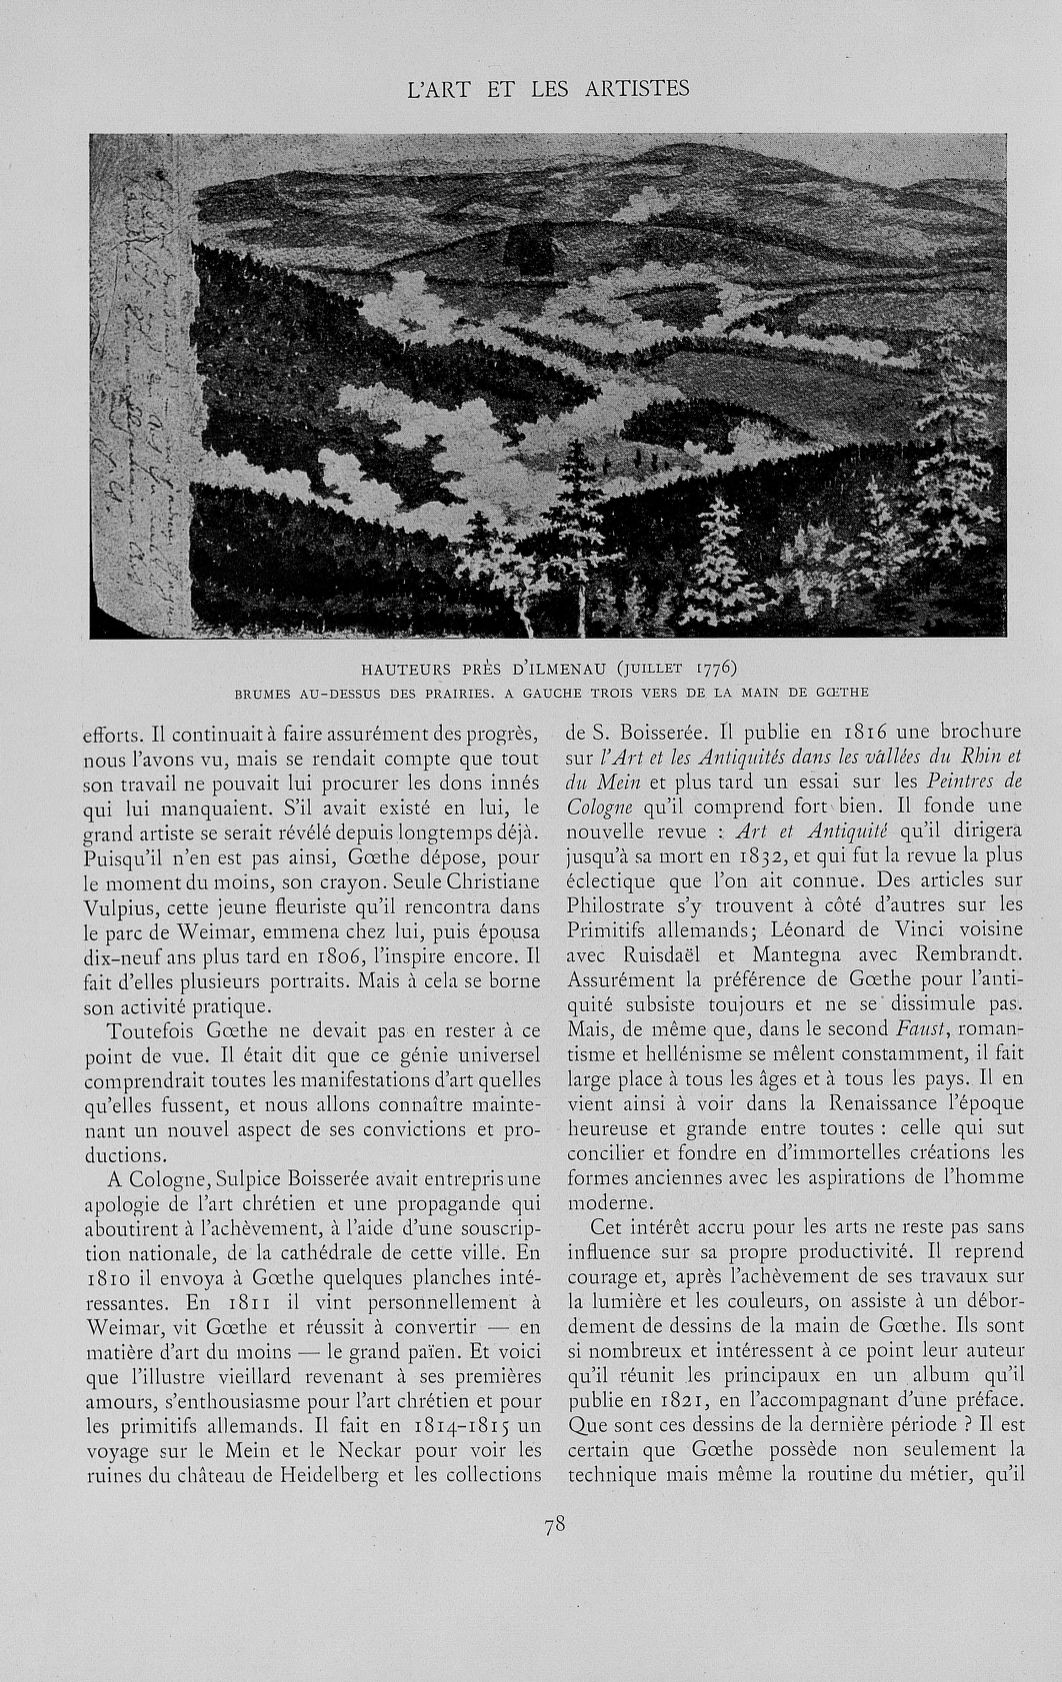 L'ART ET LES ARTISTES
HAUTEURS PRÈS D'ILMENAU (JUILLET 1776)
BRUMES AU-DESSUS DES PRAIRIES. A GAUCHE TROIS VERS DE LA MAIN DE GŒTHE
efforts. Il continuait à faire assurément des progrès,
nous l'avons vu, mais se rendait compte que tout
son travail ne pouvait lui procurer les dons innés
qui lui manquaient. S'il avait existé en lui, le
grand artiste se serait révélé depuis longtemps déjà.
Puisqu'il n'en est pas ainsi, Gœthe dépose, pour
le moment du moins, son crayon. Seule Christiane
Vulpius, cette jeune fleuriste qu'il rencontra dans
le parc de Weimar, emmena chez lui, puis épousa
dix-neuf ans plus tard en 1806, l'inspire encore. Il
fait d'elles plusieurs portraits. Mais à cela se borne
son activité pratique.
Toutefois Gœthe ne devait pas en rester à ce
point de vue. Il était dit que ce génie universel
comprendrait toutes les manifestations d'art quelles
qu'elles fussent, et nous allons connaître mainte-
nant un nouvel aspect de ses convictions et pro-
ductions.
A Cologne, Sulpice Boisserée avait entrepris une
apologie de l'art chrétien et une propagande qui
aboutirent à l'achèvement, à l'aide d'une souscrip-
tion nationale, de la cathédrale de cette ville. En
1810 il envoya à Gœthe quelques planches inté-
ressantes. En 1811 il vint personnellement à
Weimar, vit Gœthe et réussit à convertir — en
matière d'art du moins — le grand païen. Et voici
que l'illustre vieillard revenant à ses premières
amours, s'enthousiasme pour l'art chrétien et pour
les primitifs allemands. Il fait en 1814-1815 un
voyage sur le Mein et le Neckar pour voir les
ruines du château de Heidelberg et les collections
de S. Boisserée. Il publie en 1816 une brochure
sur l'Art et les Antiquités dans les vallées du Rhin et
du Mein et plus tard un essai sur les Peintres de
Cologne qu'il comprend fort bien. Il fonde une
nouvelle revue : Art et Antiquité qu'il dirigera
jusqu'à sa mort en 1832, et qui fut la revue la plus
éclectique que l'on ait connue. Des articles sur
Philostrate s'y trouvent à côté d'autres sur les
Primitifs allemands; Léonard de Vinci voisine
avec Ruisdaël et Mantegna avec Rembrandt.
Assurément la préférence de Gœthe pour l'anti-
quité subsiste toujours et ne se dissimule pas.
Mais, de même que, dans le second Faust, roman-
tisme et hellénisme se mêlent constamment, il fait
large place à tous les âges et à tous les pays. Il en
vient ainsi à voir dans la Renaissance l'époque
heureuse et grande entre toutes : celle qui sut
concilier et fondre en d'immortelles créations les
formes anciennes avec les aspirations de l'homme
moderne.
Cet intérêt accru pour les arts ne reste pas sans
influence sur sa propre productivité. Il reprend
courage et, après l'achèvement de ses travaux sur
la lumière et les couleurs, on assiste à un débor-
dement de dessins de la main de Gœthe. Ils sont
si nombreux et intéressent à ce point leur auteur
qu'il réunit les principaux en un album qu'il
publie en 1821, en l'accompagnant d'une préface.
Que sont ces dessins de la dernière période ? Il est
certain que Gœthe possède non seulement la
technique mais même la routine du métier, qu'il
78